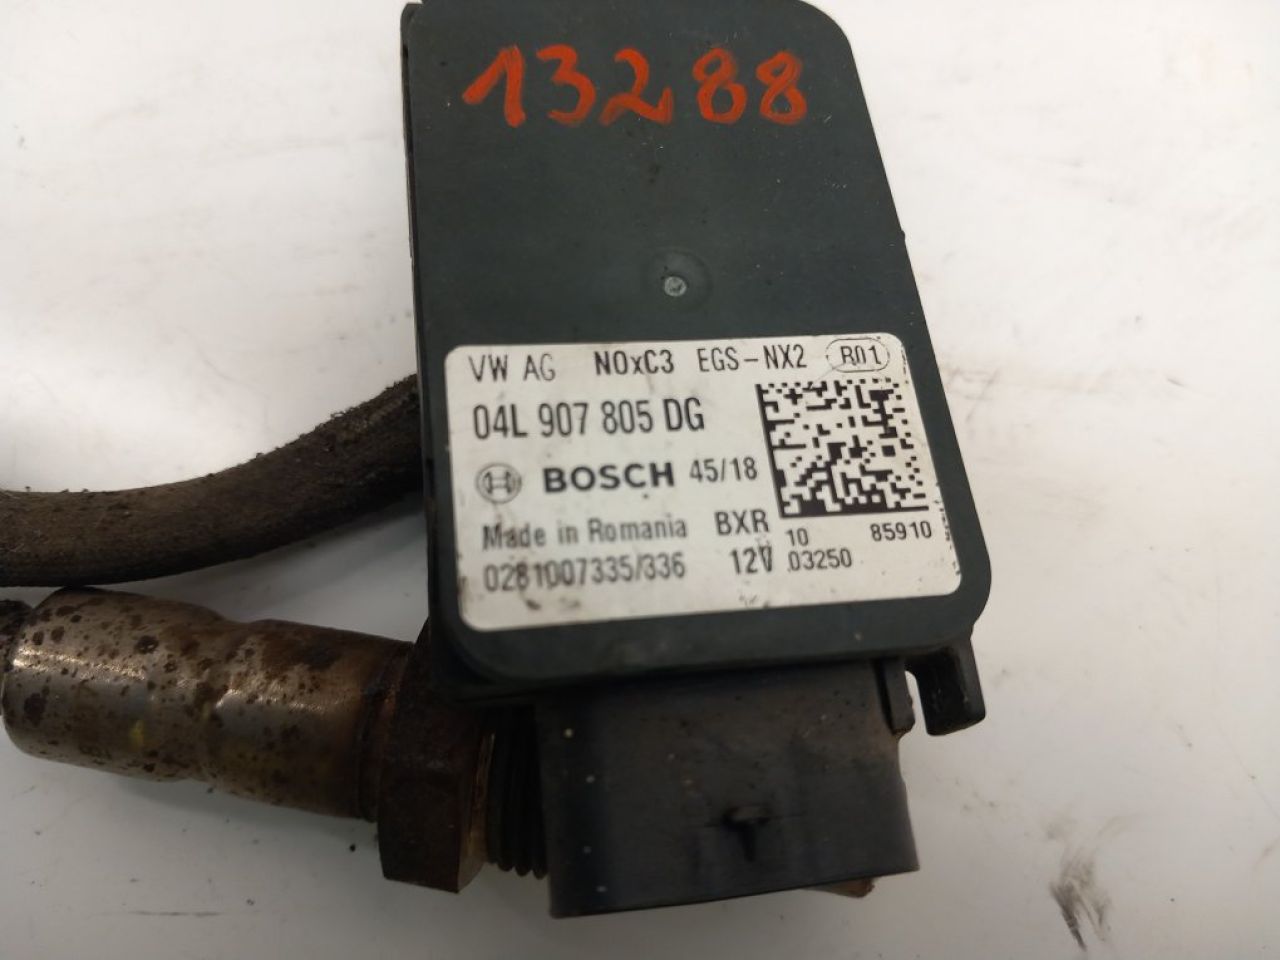 13288
VW AG NOxC3 EGS-NX2 B01
04L 907 805 DG
BOSCH 45/18
Made in Romania BXR 10 85910
0281007335/336 12V 03250